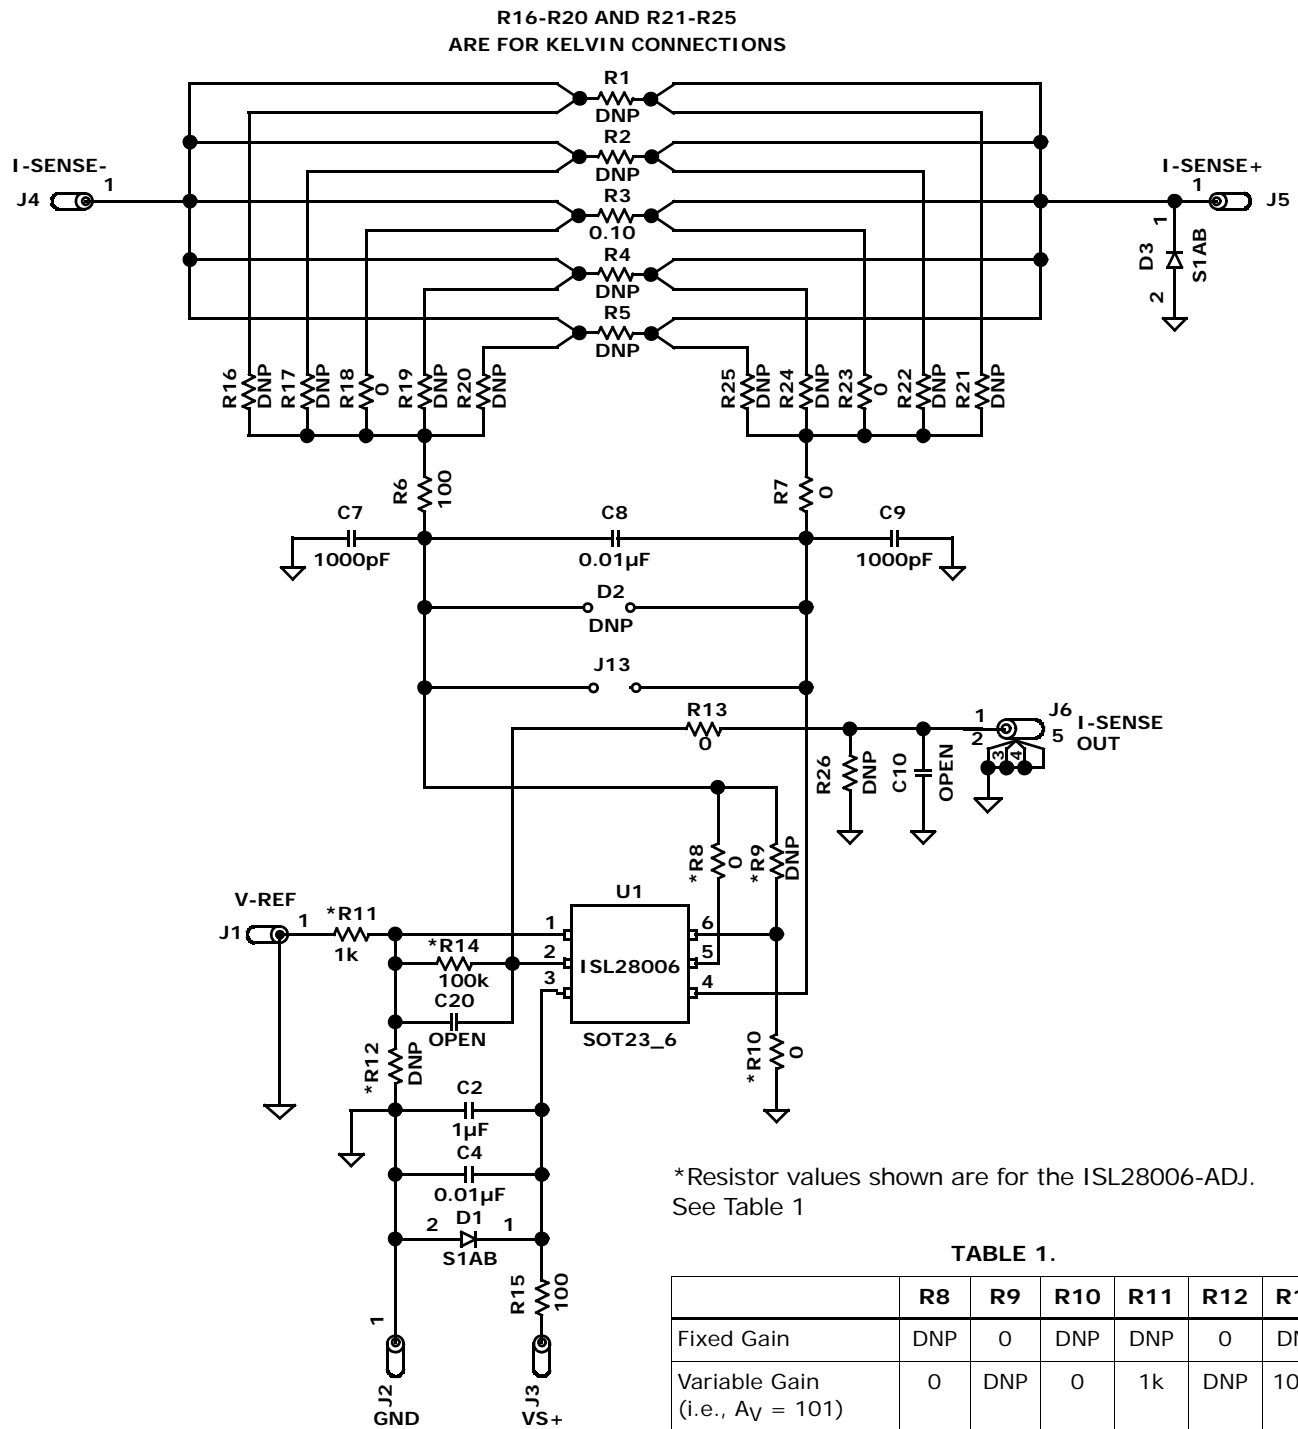 R16-R20 AND R21-R25
ARE FOR KELVIN CONNECTIONS
R1
DNP
R2
DNP
I-SENSE-
1
J4
I-SENSE+
1
J5
R3
0.10
1
D3
S1AB
2
R4
DNP
R5
DNP
R16
DNP
R17
DNP
R18
0
R19
DNP
R20
DNP
R25
DNP
R24
DNP
R23
0
R22
DNP
R21
DNP
R6
100
R7
0
C7
1000pF
C8
0.01µF
C9
1000pF
D2
DNP
J13
R13
0
1
2
3
4
5
J6
I-SENSE
OUT
R26
DNP
C10
OPEN
*R8
0
*R9
DNP
V-REF
J1
1
*R11
1k
U1
1
2
3
6
5
4
ISL28006
SOT23_6
*R14
100k
C20
OPEN
*R12
DNP
*R10
0
C2
1µF
C4
0.01µF
2
D1
1
S1AB
R15
100
1
J2
GND
J3
VS+
*Resistor values shown are for the ISL28006-ADJ.
See Table 1
TABLE 1.
R8 R9 R10 R11 R12
Fixed Gain DNP 0 DNP DNP 0
Variable Gain 0 DNP 0 1k DNP
(i.e., AV = 101)